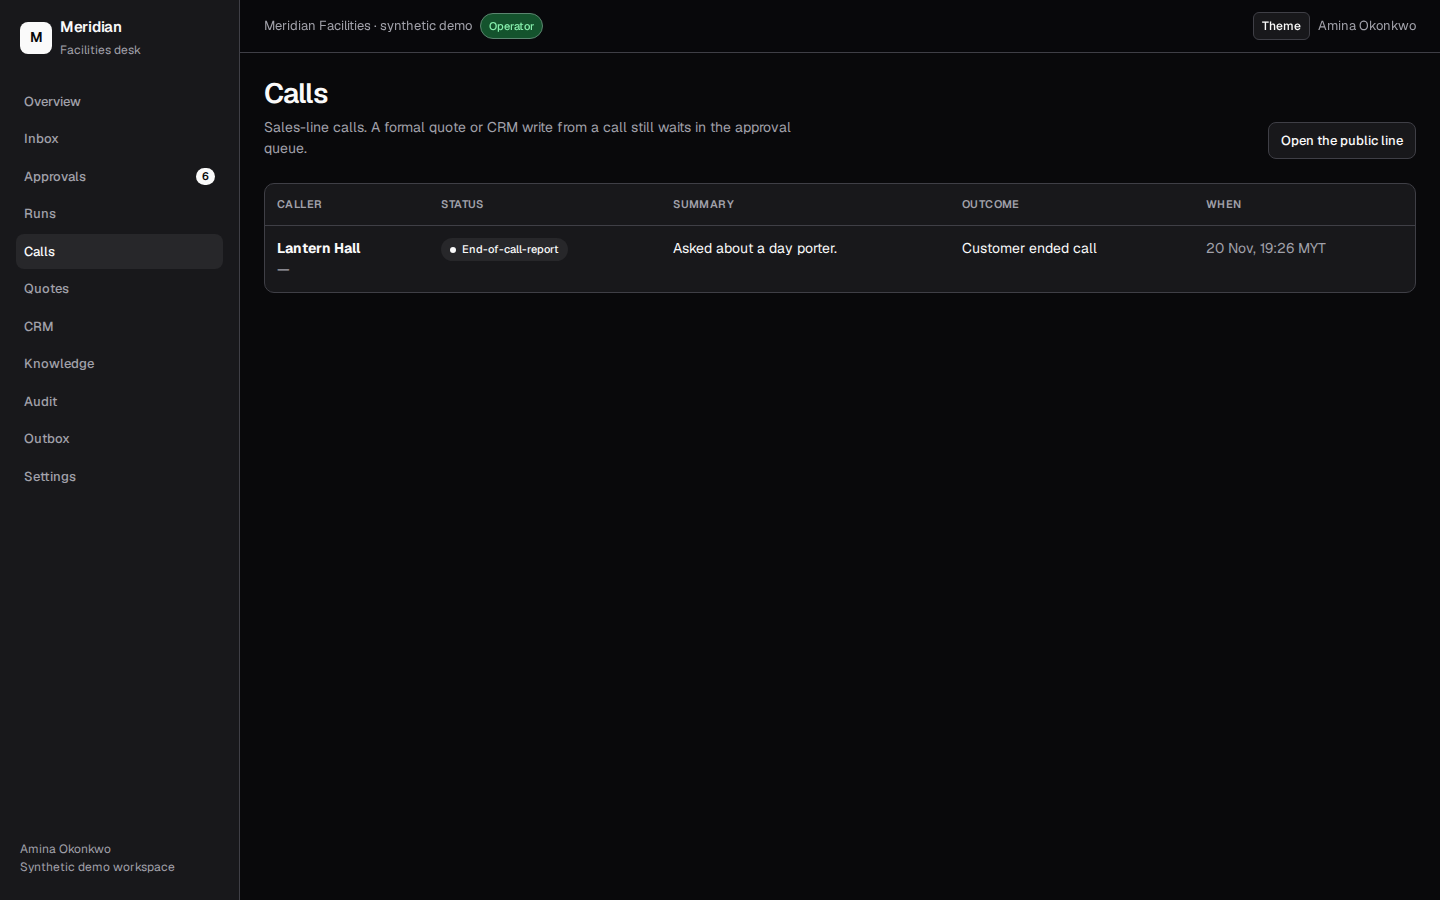 M
Meridian
Facilities desk
Overview
Inbox
Approvals 6
Runs
Calls
Quotes
CRM
Knowledge
Audit
Outbox
Settings
Amina Okonkwo
Synthetic demo workspace
Meridian Facilities · synthetic demo Operator
Theme Amina Okonkwo
Calls
Sales-line calls. A formal quote or CRM write from a call still waits in the approval
queue.
Open the public line
CALLER STATUS SUMMARY OUTCOME WHEN
Lantern Hall End-of-call-report Asked about a day porter. Customer ended call 20 Nov, 19:26 MYT
—